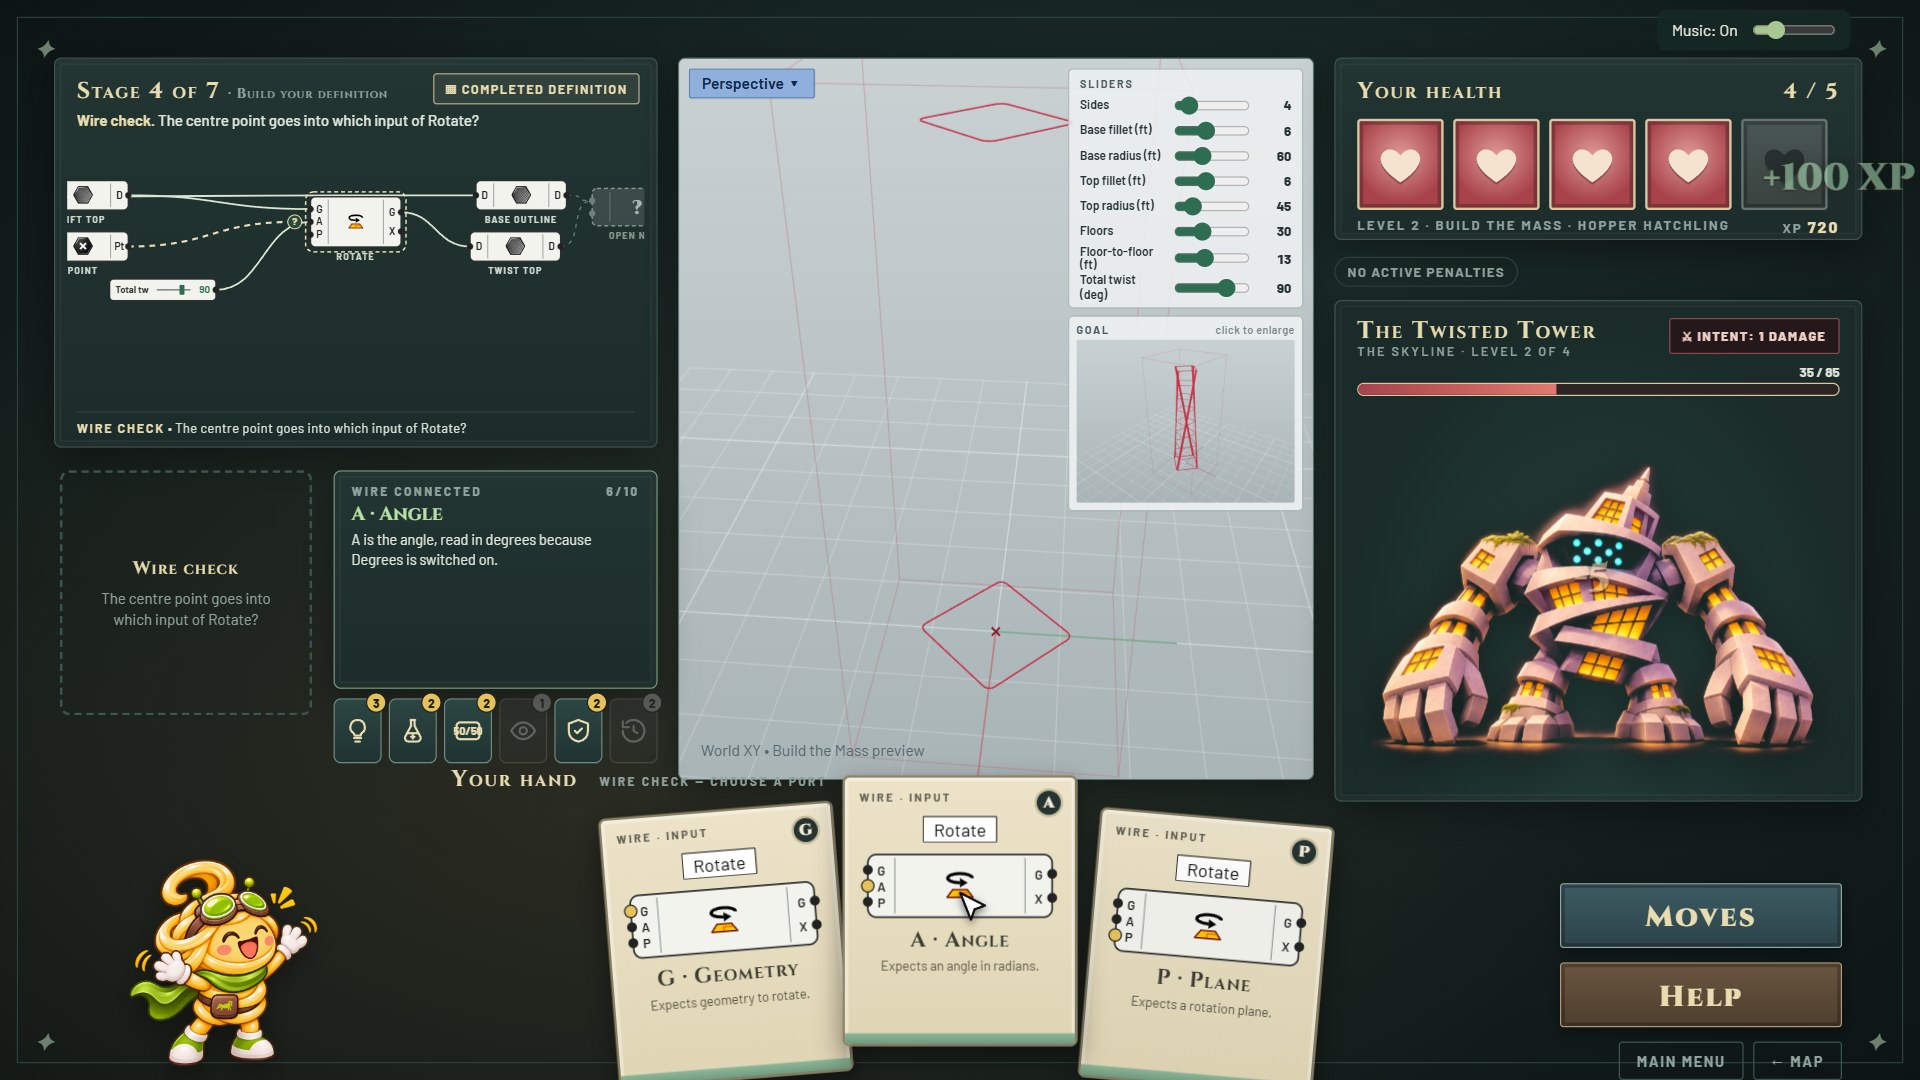 Music: On
STAGE 4 OF 7 · BUILD YOUR DEFINITION
COMPLETED DEFINITION
Wire check. The centre point goes into which input of Rotate?
D
IFT TOP
Pt
POINT
Total tw 90
?
G
A
P
G
X
ROTATE
D D
BASE OUTLINE
D D
TWIST TOP
?
OPEN N
WIRE CHECK • The centre point goes into which input of Rotate?
WIRE CHECK
The centre point goes into
which input of Rotate?
WIRE CONNECTED 6/10
A · ANGLE
A is the angle, read in degrees because
Degrees is switched on.
3
2
50/50 2
1
2
2
Perspective ▼
SLIDERS
Sides 4
Base fillet (ft) 6
Base radius (ft) 60
Top fillet (ft) 6
Top radius (ft) 45
Floors 30
Floor-to-floor (ft) 13
Total twist (deg) 90
GOAL click to enlarge
World XY • Build the Mass preview
YOUR HEALTH 4 / 5
+100 XP
LEVEL 2 · BUILD THE MASS · HOPPER HATCHLING XP 720
NO ACTIVE PENALTIES
THE TWISTED TOWER
THE SKYLINE · LEVEL 2 OF 4
INTENT: 1 DAMAGE
35 / 85
YOUR HAND WIRE CHECK — CHOOSE A PORT
WIRE · INPUT G
Rotate
G
A
P
G
X
G · GEOMETRY
Expects geometry to rotate.
WIRE · INPUT A
Rotate
G
A
P
G
X
A · ANGLE
Expects an angle in radians.
WIRE · INPUT P
Rotate
G
A
P
G
X
P · PLANE
Expects a rotation plane.
MOVES
HELP
MAIN MENU
← MAP